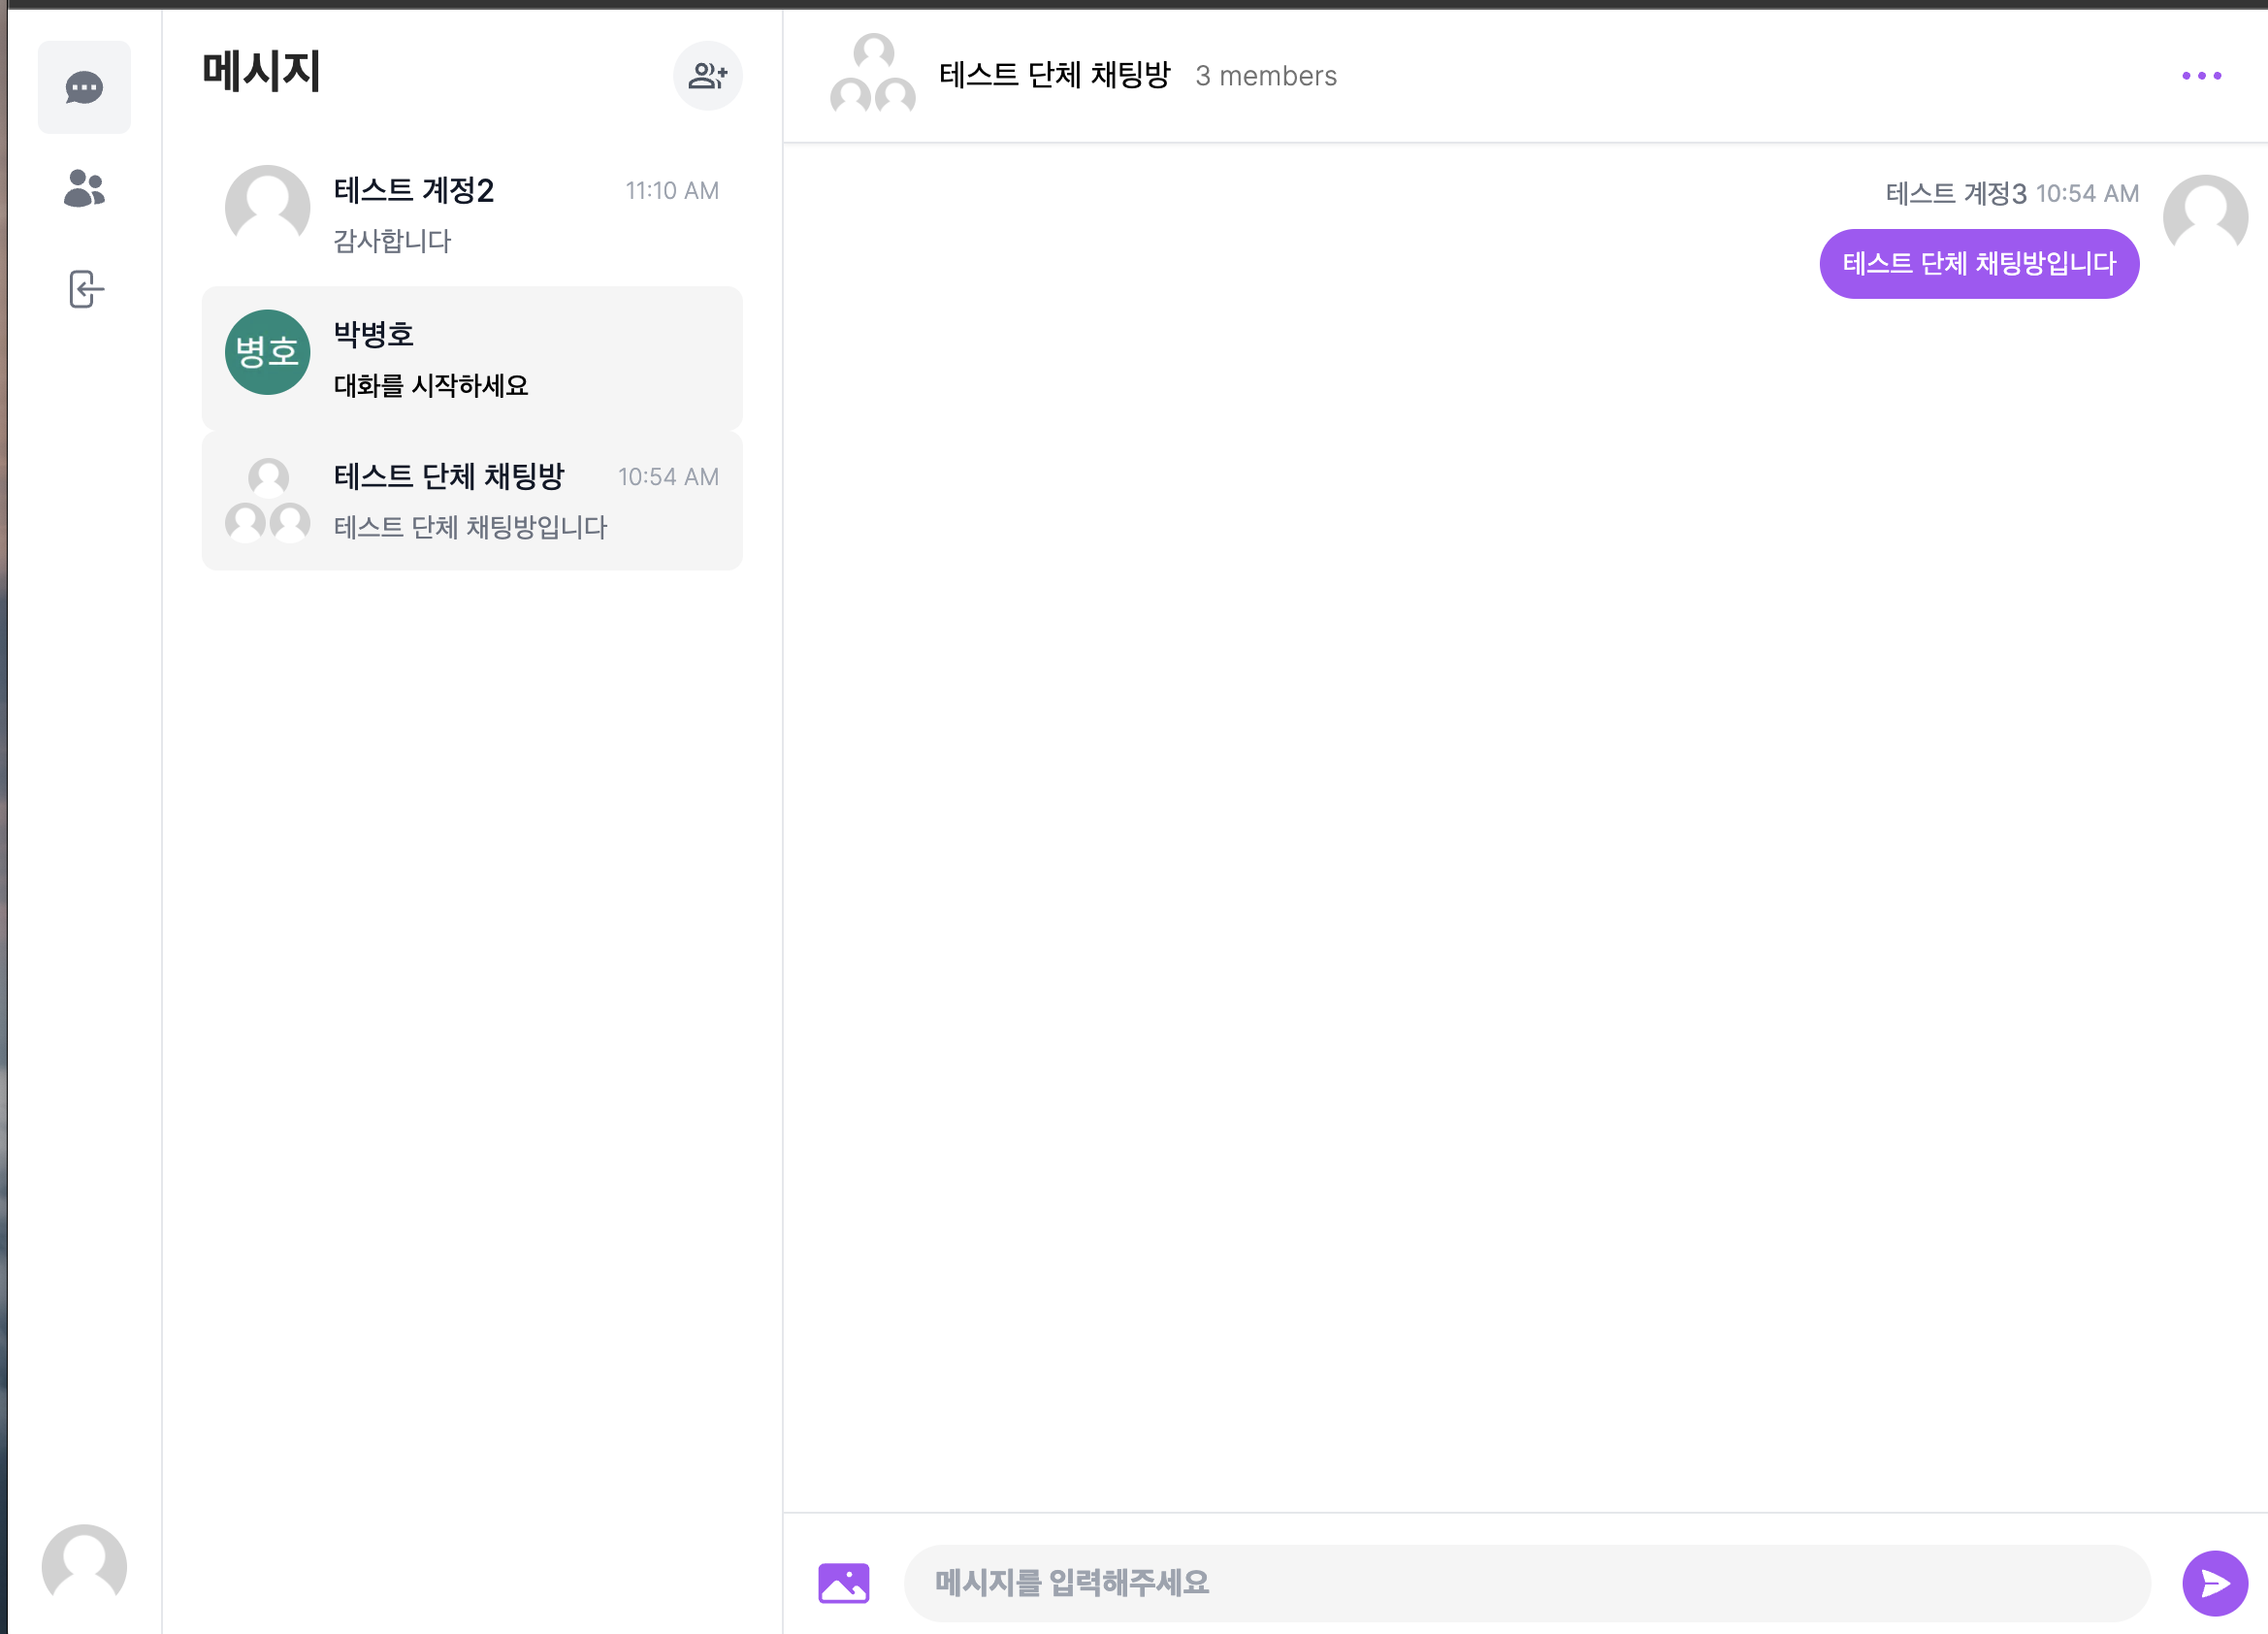 메시지
테스트 계정2 11:10 AM
감사합니다
병호
박병호
대화를 시작하세요
테스트 단체 채팅방 10:54 AM
테스트 단체 채팅방입니다
테스트 단체 채팅방 3 members
테스트 계정3 10:54 AM
테스트 단체 채팅방입니다
메시지를 입력해주세요